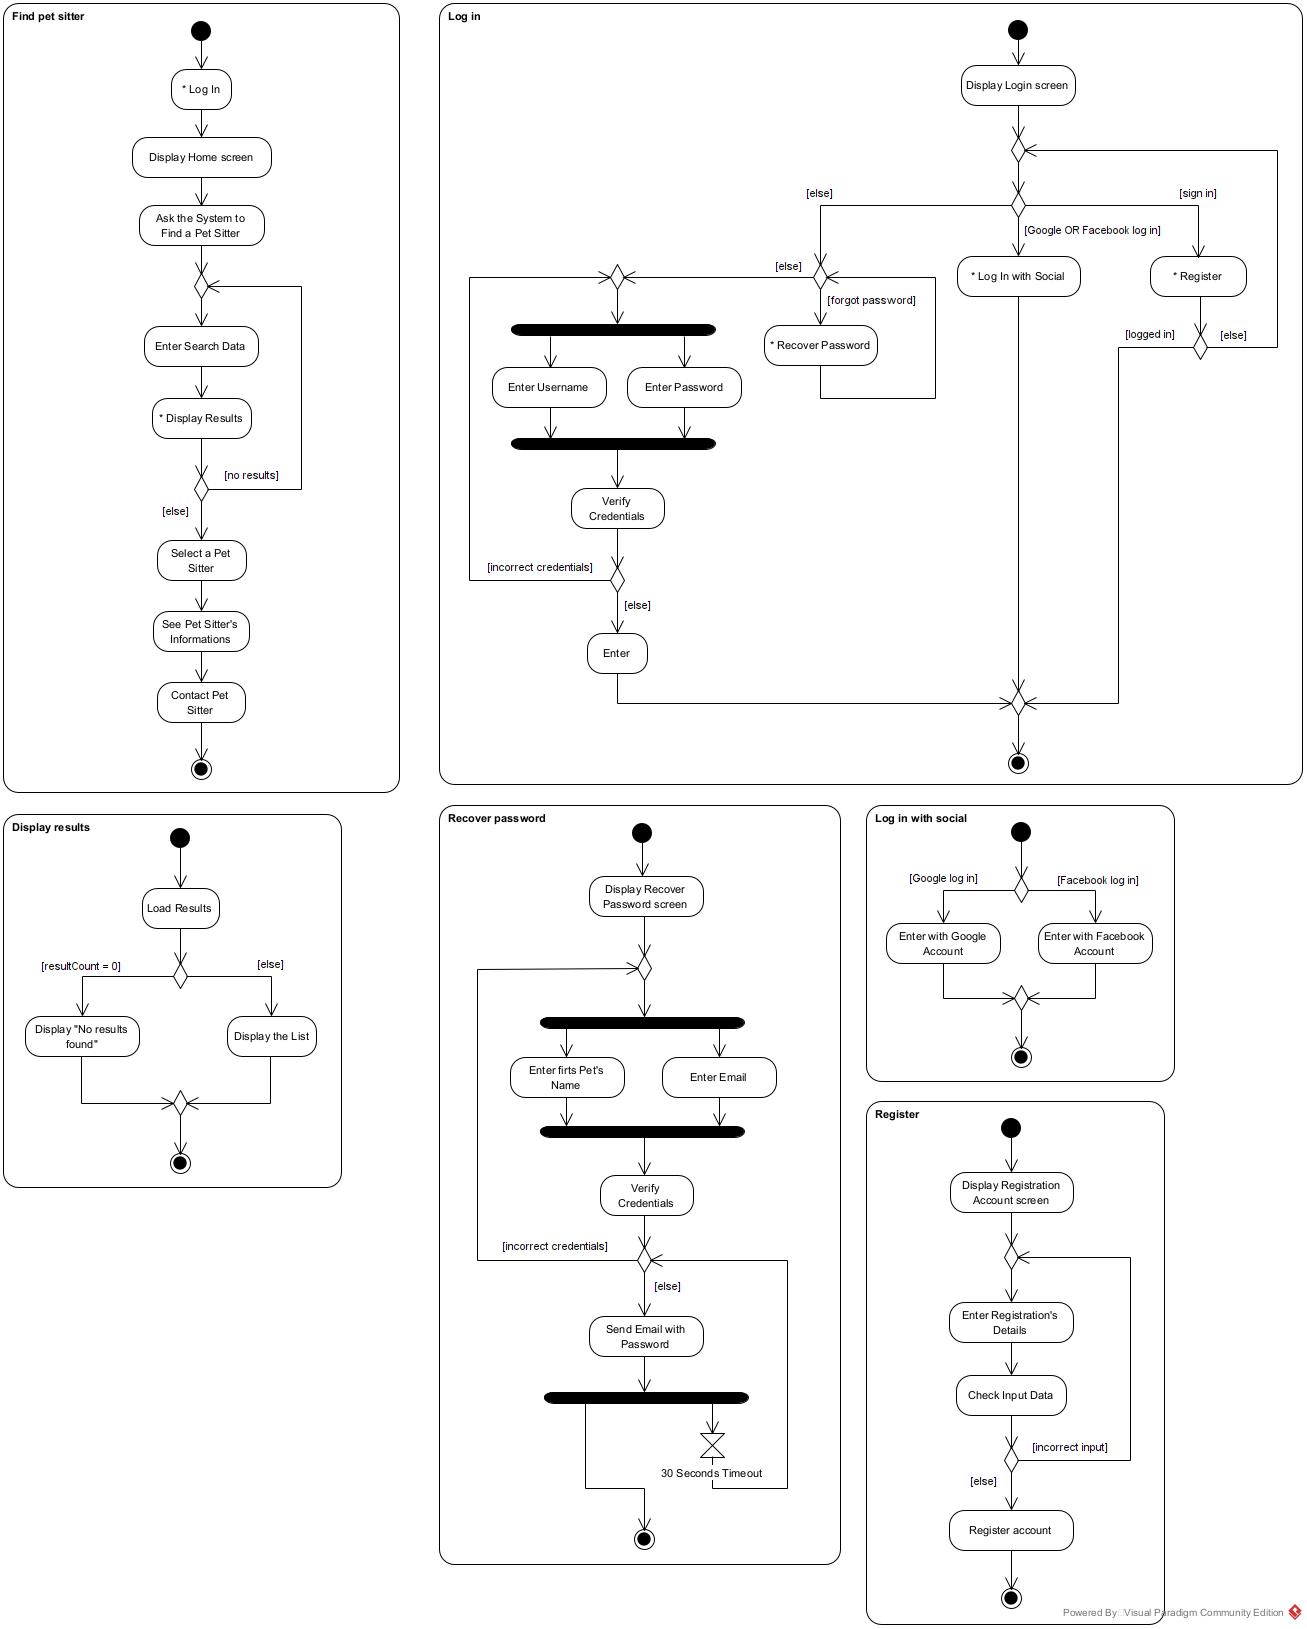 Find pet sitter
* Log In
Display Home screen
Ask the System to
Find a Pet Sitter
Enter Search Data
* Display Results
[no results]
[else]
Select a Pet
Sitter
See Pet Sitter's
Informations
Contact Pet
Sitter
Log in
Display Login screen
[else]
[sign in]
[Google OR Facebook log in]
[else]
* Log In with Social
* Register
[forgot password]
[logged in]
[else]
* Recover Password
Enter Username
Enter Password
Verify
Credentials
[incorrect credentials]
[else]
Enter
Display results
Load Results
[resultCount = 0]
[else]
Display "No results
found"
Display the List
Recover password
Display Recover
Password screen
Enter firts Pet's
Name
Enter Email
Verify
Credentials
[incorrect credentials]
[else]
Send Email with
Password
30 Seconds Timeout
Log in with social
[Google log in]
[Facebook log in]
Enter with Google
Account
Enter with Facebook
Account
Register
Display Registration
Account screen
Enter Registration's
Details
Check Input Data
[incorrect input]
[else]
Register account
Powered By Visual Paradigm Community Edition